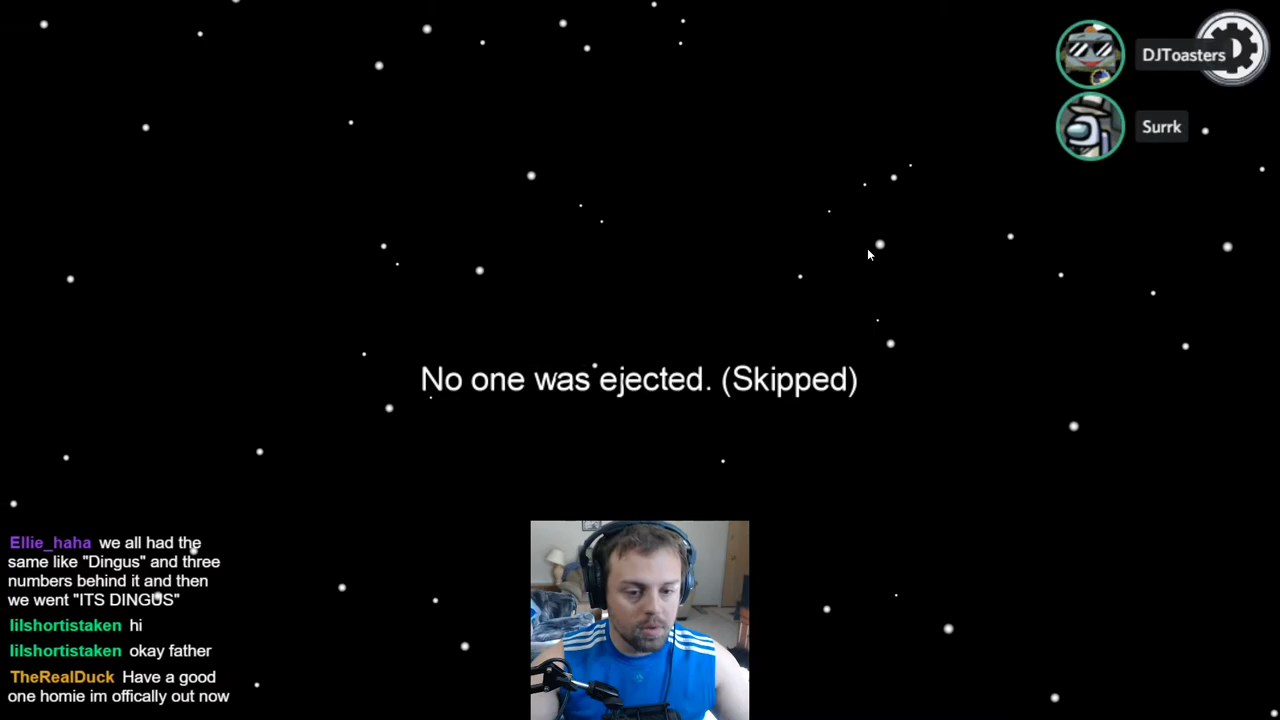 DJToasters
Surrk
No one was ejected. (Skipped)
Ellie_haha we all had the
same like "Dingus" and three
numbers behind it and then
we went "ITS DINGUS"
lilshortistaken hi
lilshortistaken okay father
TheRealDuck Have a good
one homie im offically out now